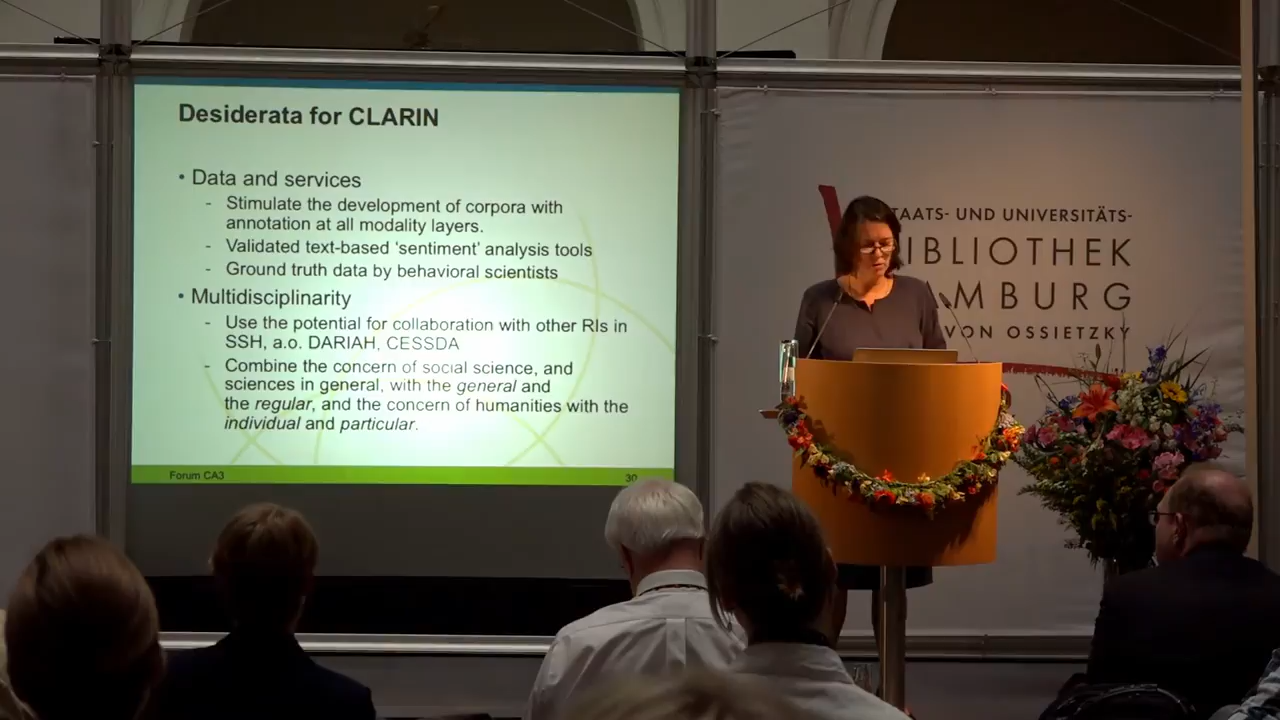 Desiderata for CLARIN
• Data and services
- Stimulate the development of corpora with
annotation at all modality layers.
- Validated text-based 'sentiment' analysis tools
- Ground truth data by behavioral scientists
• Multidisciplinarity
- Use the potential for collaboration with other RIs in
SSH, a.o. DARIAH, CESSDA
- Combine the concern of social science, and
sciences in general, with the general and
the regular, and the concern of humanities with the
individual and particular.
Forum CA3
30
TAATS- UND UNIVERSITÄTS-
IBLIOTHEK
AMBURG
VON OSSIETZKY